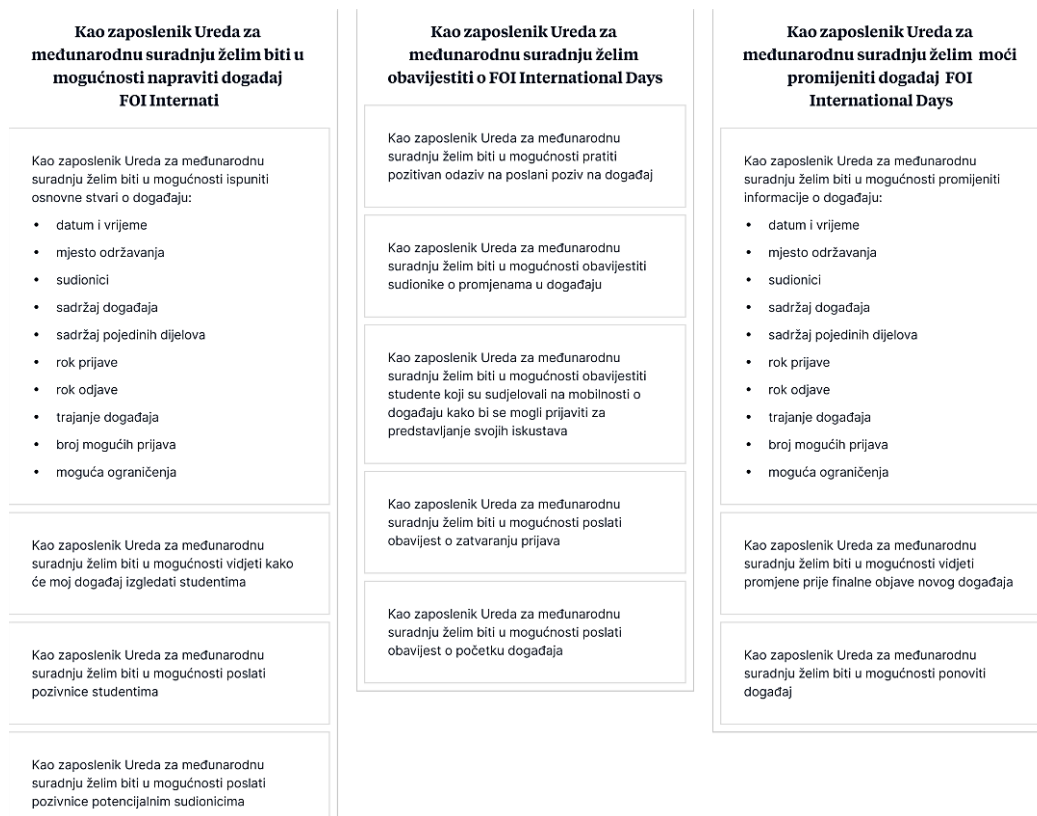 Kao zaposlenik Ureda za
međunarodnu suradnju želim biti u
mogućnosti napraviti događaj
FOI Internati
Kao zaposlenik Ureda za međunarodnu
suradnju želim biti u mogućnosti ispuniti
osnovne stvari o događaju:
• datum i vrijeme
• mjesto održavanja
• sudionici
• sadržaj događaja
• sadržaj pojedinih dijelova
• rok prijave
• rok odjave
• trajanje događaja
• broj mogućih prijava
• moguća ograničenja
Kao zaposlenik Ureda za međunarodnu
suradnju želim biti u mogućnosti vidjeti kako
će moj događaj izgledati studentima
Kao zaposlenik Ureda za međunarodnu
suradnju želim biti u mogućnosti poslati
pozivnice studentima
Kao zaposlenik Ureda za međunarodnu
suradnju želim biti u mogućnosti poslati
pozivnice potencijalnim sudionicima
Kao zaposlenik Ureda za
međunarodnu suradnju želim
obavijestiti o FOI International Days
Kao zaposlenik Ureda za međunarodnu
suradnju želim biti u mogućnosti pratiti
pozitivan odaziv na poslani poziv na događaj
Kao zaposlenik Ureda za međunarodnu
suradnju želim biti u mogućnosti obavijestiti
sudionike o promjenama u događaju
Kao zaposlenik Ureda za međunarodnu
suradnju želim biti u mogućnosti obavijestiti
studente koji su sudjelovali na mobilnosti o
događaju kako bi se mogli prijaviti za
predstavljanje svojih iskustava
Kao zaposlenik Ureda za međunarodnu
suradnju želim biti u mogućnosti poslati
obavijest o zatvaranju prijava
Kao zaposlenik Ureda za međunarodnu
suradnju želim biti u mogućnosti poslati
obavijest o početku događaja
Kao zaposlenik Ureda za
međunarodnu suradnju želim moći
promijeniti događaj FOI
International Days
Kao zaposlenik Ureda za međunarodnu
suradnju želim biti u mogućnosti promijeniti
informacije o događaju:
• datum i vrijeme
• mjesto održavanja
• sudionici
• sadržaj događaja
• sadržaj pojedinih dijelova
• rok prijave
• rok odjave
• trajanje događaja
• broj mogućih prijava
• moguća ograničenja
Kao zaposlenik Ureda za međunarodnu
suradnju želim biti u mogućnosti vidjeti
promjene prije finalne objave novog događaja
Kao zaposlenik Ureda za međunarodnu
suradnju želim biti u mogućnosti ponoviti
događaj